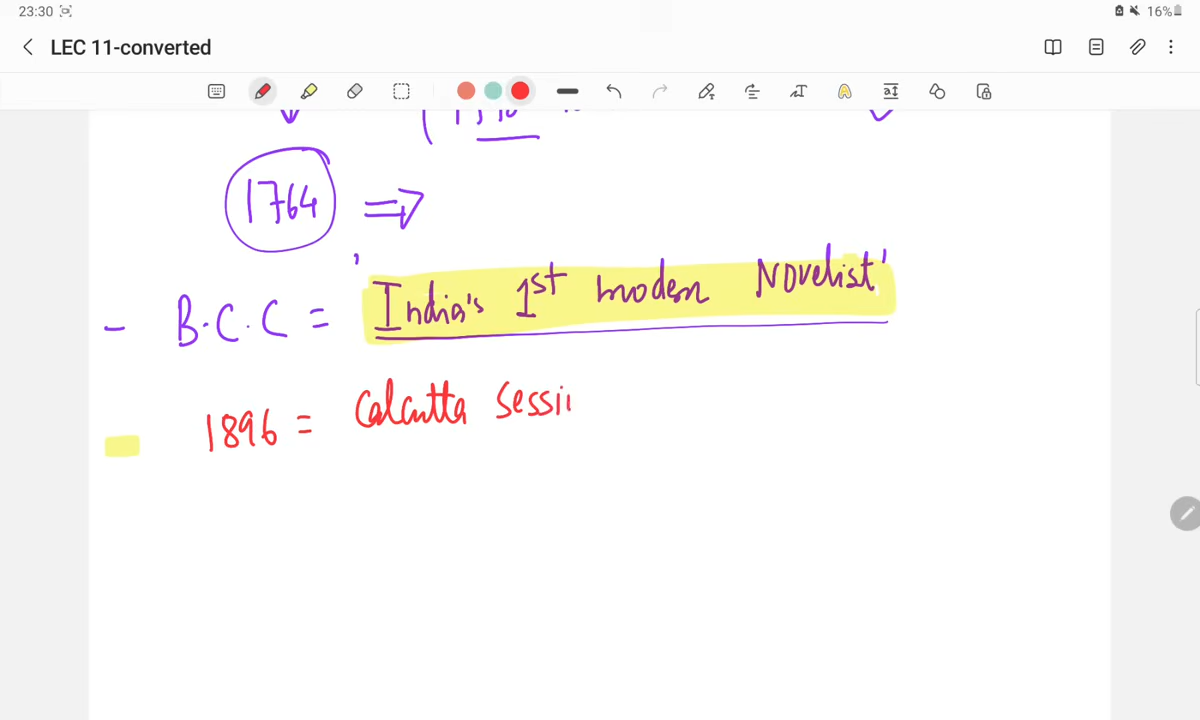 23:30 16%
LEC 11-converted
1764 ⇒
- B.C.C = 'India's 1st modern Novelist'
1896 = Calcutta Sessi